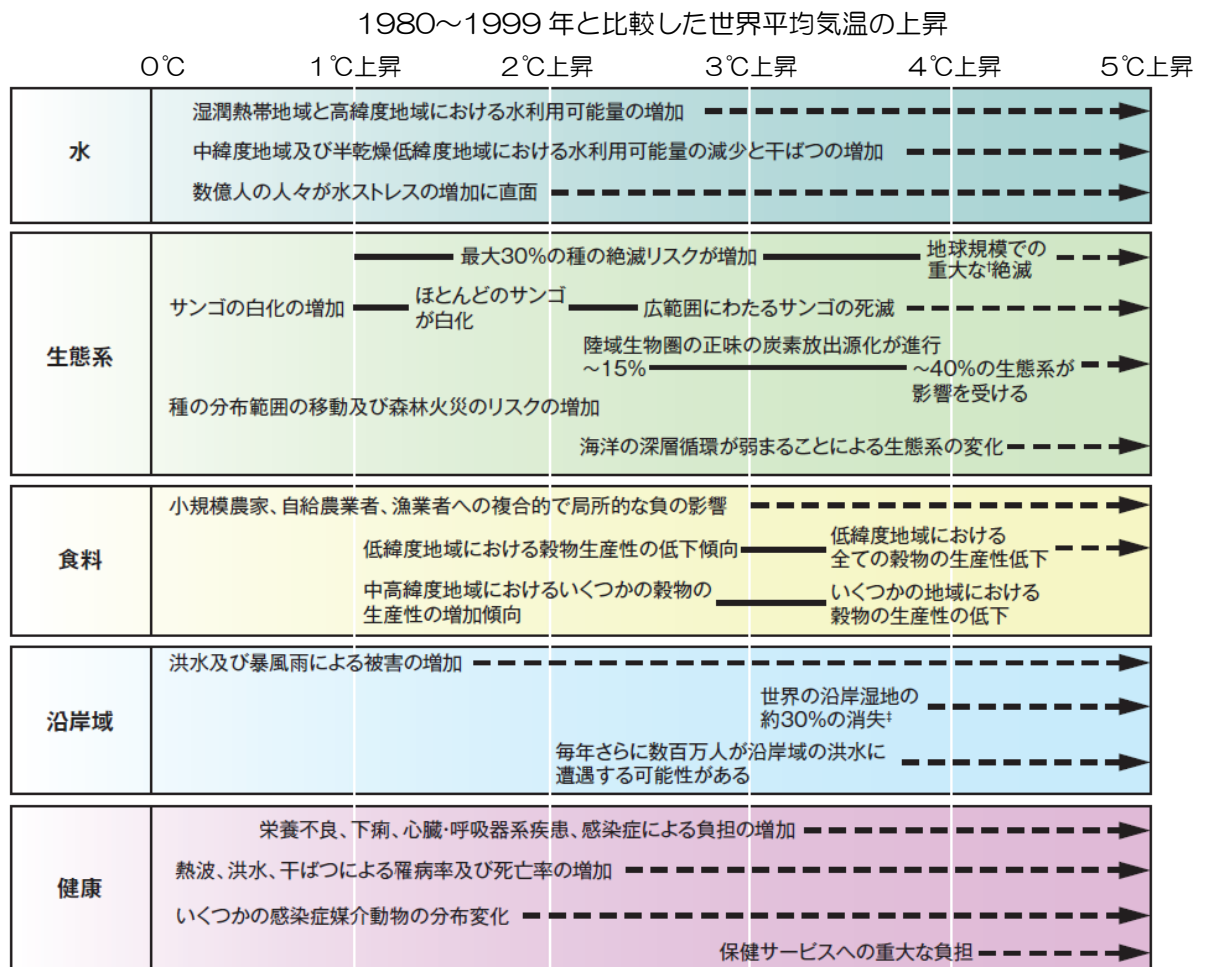 1980～1999年と比較した世界平均気温の上昇
0℃ 1℃上昇 2℃上昇 3℃上昇 4℃上昇 5℃上昇
水
湿潤熱帯地域と高緯度地域における水利用可能量の増加
中緯度地域及び半乾燥低緯度地域における水利用可能量の減少と干ばつの増加
数億人の人々が水ストレスの増加に直面
生態系
最大30%の種の絶滅リスクが増加
地球規模での
重大な†絶滅
サンゴの白化の増加
ほとんどのサンゴ
が白化
広範囲にわたるサンゴの死滅
陸域生物圏の正味の炭素放出源化が進行
～15%
～40%の生態系が
影響を受ける
種の分布範囲の移動及び森林火災のリスクの増加
海洋の深層循環が弱まることによる生態系の変化
食料
小規模農家、自給農業者、漁業者への複合的で局所的な負の影響
低緯度地域における穀物生産性の低下傾向
低緯度地域における
全ての穀物の生産性低下
中高緯度地域におけるいくつかの穀物の
生産性の増加傾向
いくつかの地域における
穀物の生産性の低下
沿岸域
洪水及び暴風雨による被害の増加
世界の沿岸湿地の
約30%の消失‡
毎年さらに数百万人が沿岸域の洪水に
遭遇する可能性がある
健康
栄養不良、下痢、心臓・呼吸器系疾患、感染症による負担の増加
熱波、洪水、干ばつによる罹病率及び死亡率の増加
いくつかの感染症媒介動物の分布変化
保健サービスへの重大な負担